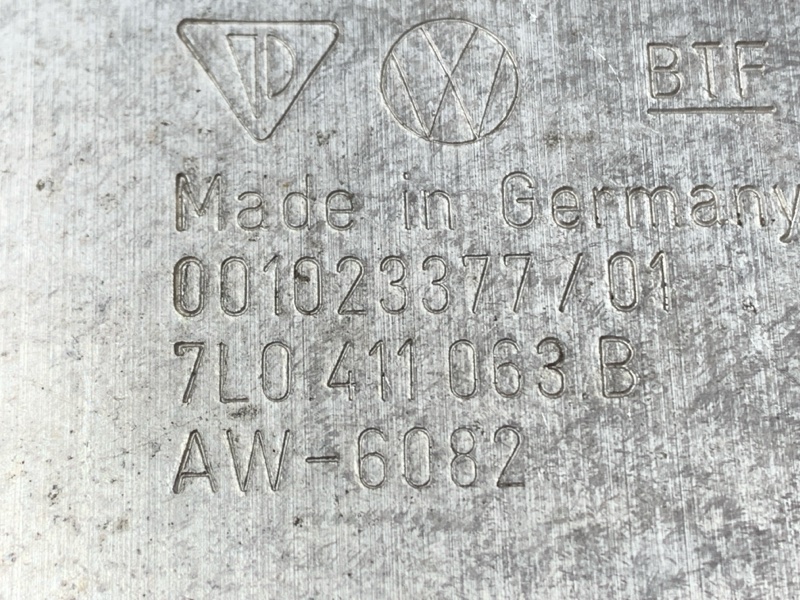 BTF
Made in Germany
001023377/01
7L0 411 063 B
AW-6082